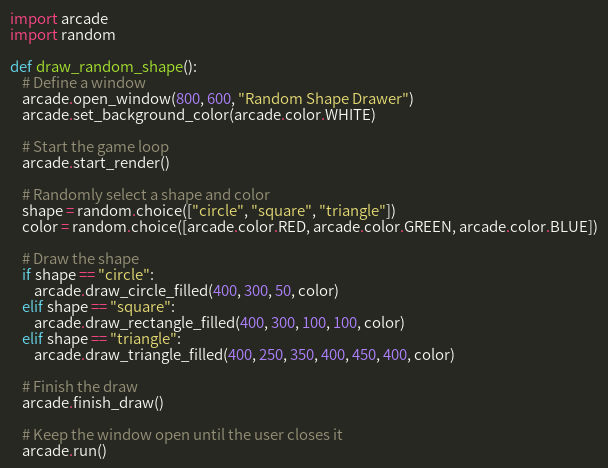 import arcade
import random
def draw_random_shape():
# Define a window
arcade.open_window(800, 600, "Random Shape Drawer")
arcade.set_background_color(arcade.color.WHITE)
# Start the game loop
arcade.start_render()
# Randomly select a shape and color
shape = random.choice(["circle", "square", "triangle"])
color = random.choice([arcade.color.RED, arcade.color.GREEN, arcade.color.BLUE])
# Draw the shape
if shape == "circle":
arcade.draw_circle_filled(400, 300, 50, color)
elif shape == "square":
arcade.draw_rectangle_filled(400, 300, 100, 100, color)
elif shape == "triangle":
arcade.draw_triangle_filled(400, 250, 350, 400, 450, 400, color)
# Finish the draw
arcade.finish_draw()
# Keep the window open until the user closes it
arcade.run()